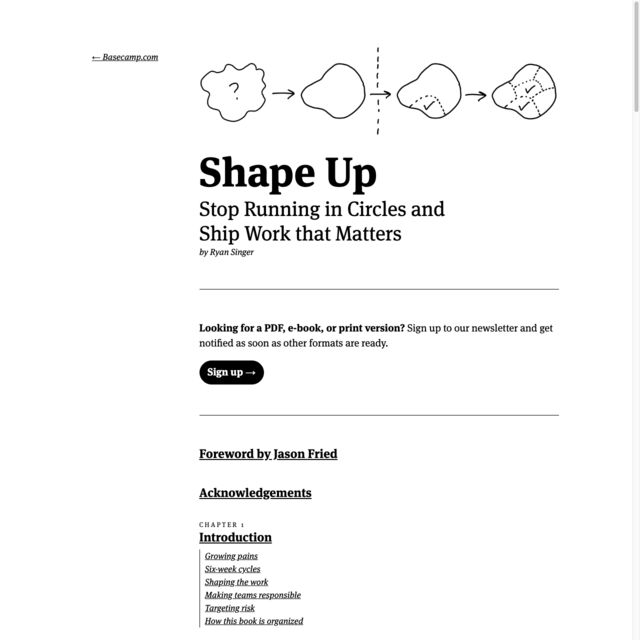 ← Basecamp.com
?
Shape Up
Stop Running in Circles and
Ship Work that Matters
by Ryan Singer
Looking for a PDF, e-book, or print version? Sign up to our newsletter and get
notified as soon as other formats are ready.
Sign up →
Foreword by Jason Fried
Acknowledgements
CHAPTER 1
Introduction
Growing pains
Six-week cycles
Shaping the work
Making teams responsible
Targeting risk
How this book is organized